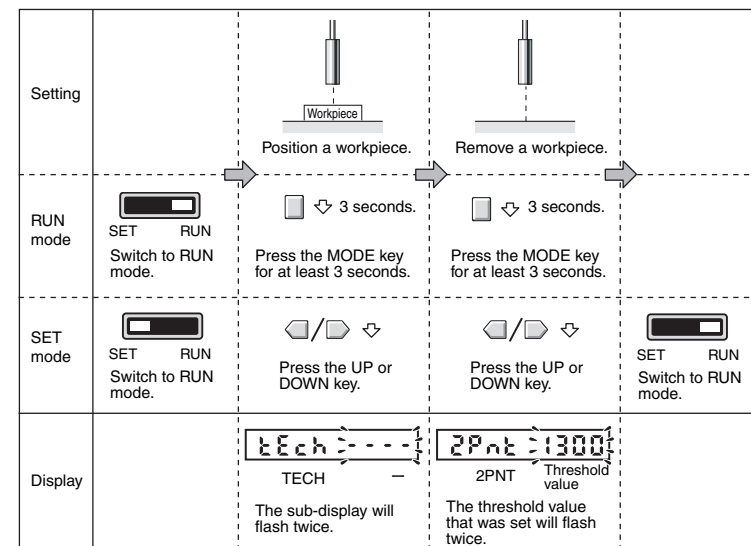 Setting
Workpiece
Position a workpiece.
Remove a workpiece.
RUN
mode
SET RUN
Switch to RUN
mode.
3 seconds.
Press the MODE key
for at least 3 seconds.
3 seconds.
Press the MODE key
for at least 3 seconds.
SET
mode
SET RUN
Switch to RUN
mode.
Press the UP or
DOWN key.
Press the UP or
DOWN key.
SET RUN
Switch to RUN
mode.
Display
tEch ----
TECH –
The sub-display will
flash twice.
2Pnt 1300
2PNT Threshold
value
The threshold value
that was set will flash
twice.